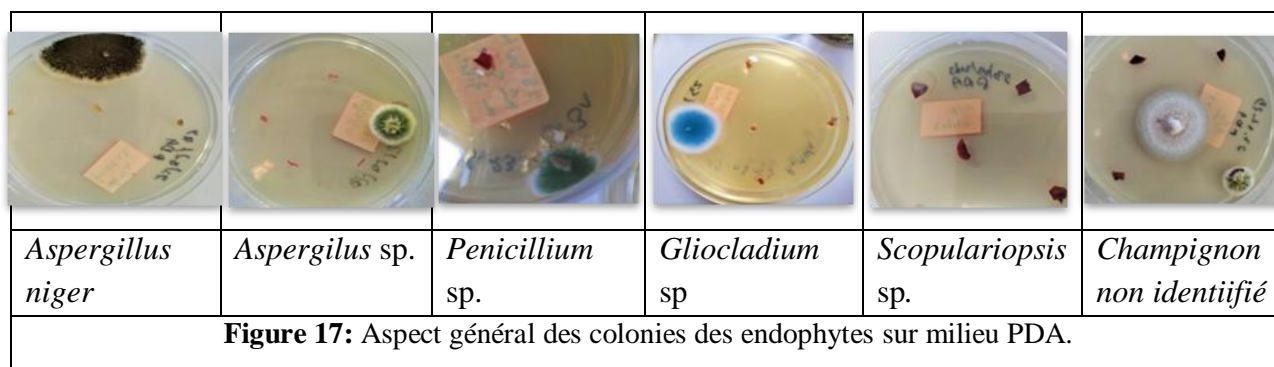 Aspergillus
niger
Aspergilus sp.
Penicillium
sp.
Gliocladium
sp
Scopulariopsis
sp.
Champignon
non identiifié
Figure 17: Aspect général des colonies des endophytes sur milieu PDA.